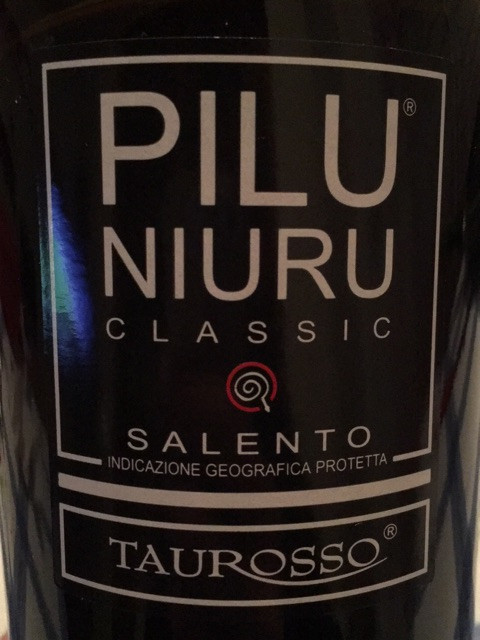 PILU®
NIURU
CLASSIC
SALENTO
INDICAZIONE GEOGRAFICA PROTETTA
TAUROSSO®